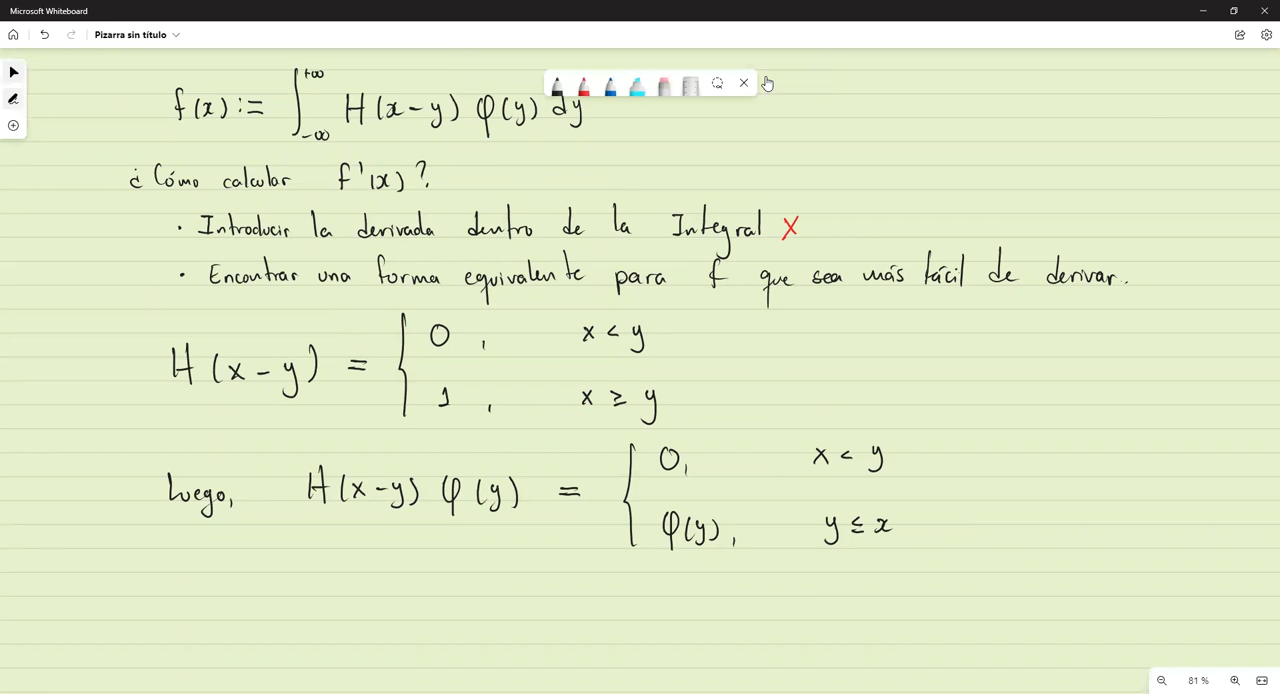 Microsoft Whiteboard
Pizarra sin título
f(x) := ∫_{-∞}^{+∞} H(x-y) φ(y) dy
¿Cómo calcular f'(x)?
· Introducir la derivada dentro de la Integral X
· Encontrar una forma equivalente para f que sea más fácil de derivar.
H(x-y) = { 0, x < y
1, x ≥ y
Luego, H(x-y) φ(y) = { 0, x < y
φ(y), y ≤ x
81 %